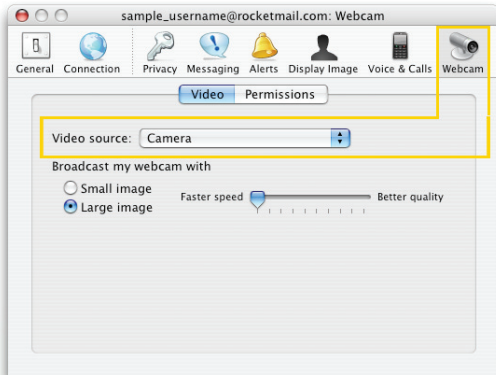 sample_username@rocketmail.com: Webcam
General Connection Privacy Messaging Alerts Display Image Voice & Calls Webcam
Video Permissions
Video source: Camera
Broadcast my webcam with
Small image
Faster speed Better quality
Large image